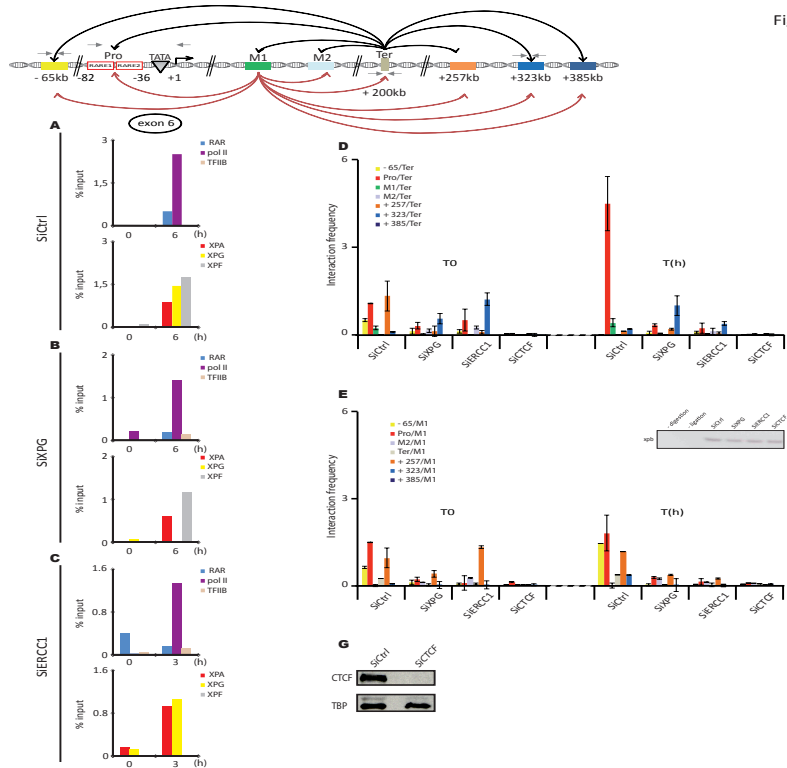 Fi
Pro
TATA
M1
M2
Ter
RARE1 RARE2
- 65kb
-82
-36
+1
+ 200kb
+257kb
+323kb
+385kb
exon 6
A
SiCtrl
% input
3
1,5
0
0
6
(h)
RAR
pol II
TFIIB
% input
3
1,5
0
0
6
(h)
XPA
XPG
XPF
B
SiXPG
% input
2
1
0
0
6
(h)
RAR
pol II
TFIIB
% input
2
1
0
0
6
(h)
XPA
XPG
XPF
C
SiERCC1
% input
1.6
0.8
0
0
3
(h)
RAR
pol II
TFIIB
% input
1.6
0.8
0
0
3
(h)
XPA
XPG
XPF
D
Interaction frequency
6
3
0
- 65/Ter
Pro/Ter
M1/Ter
M2/Ter
+ 257/Ter
+ 323/Ter
+ 385/Ter
T0
T(h)
SiCtrl
SiXPG
SiERCC1
SiCTCF
SiCtrl
SiXPG
SiERCC1
SiCTCF
E
Interaction frequency
6
3
0
- 65/M1
Pro/M1
M2/M1
Ter/M1
+ 257/M1
+ 323/M1
+ 385/M1
T0
T(h)
SiCtrl
SiXPG
SiERCC1
SiCTCF
SiCtrl
SiXPG
SiERCC1
SiCTCF
- digestion
- ligation
SiCtrl
SiXPG
SiERCC1
SiCTCF
G
SiCtrl
SiCTCF
CTCF
TBP